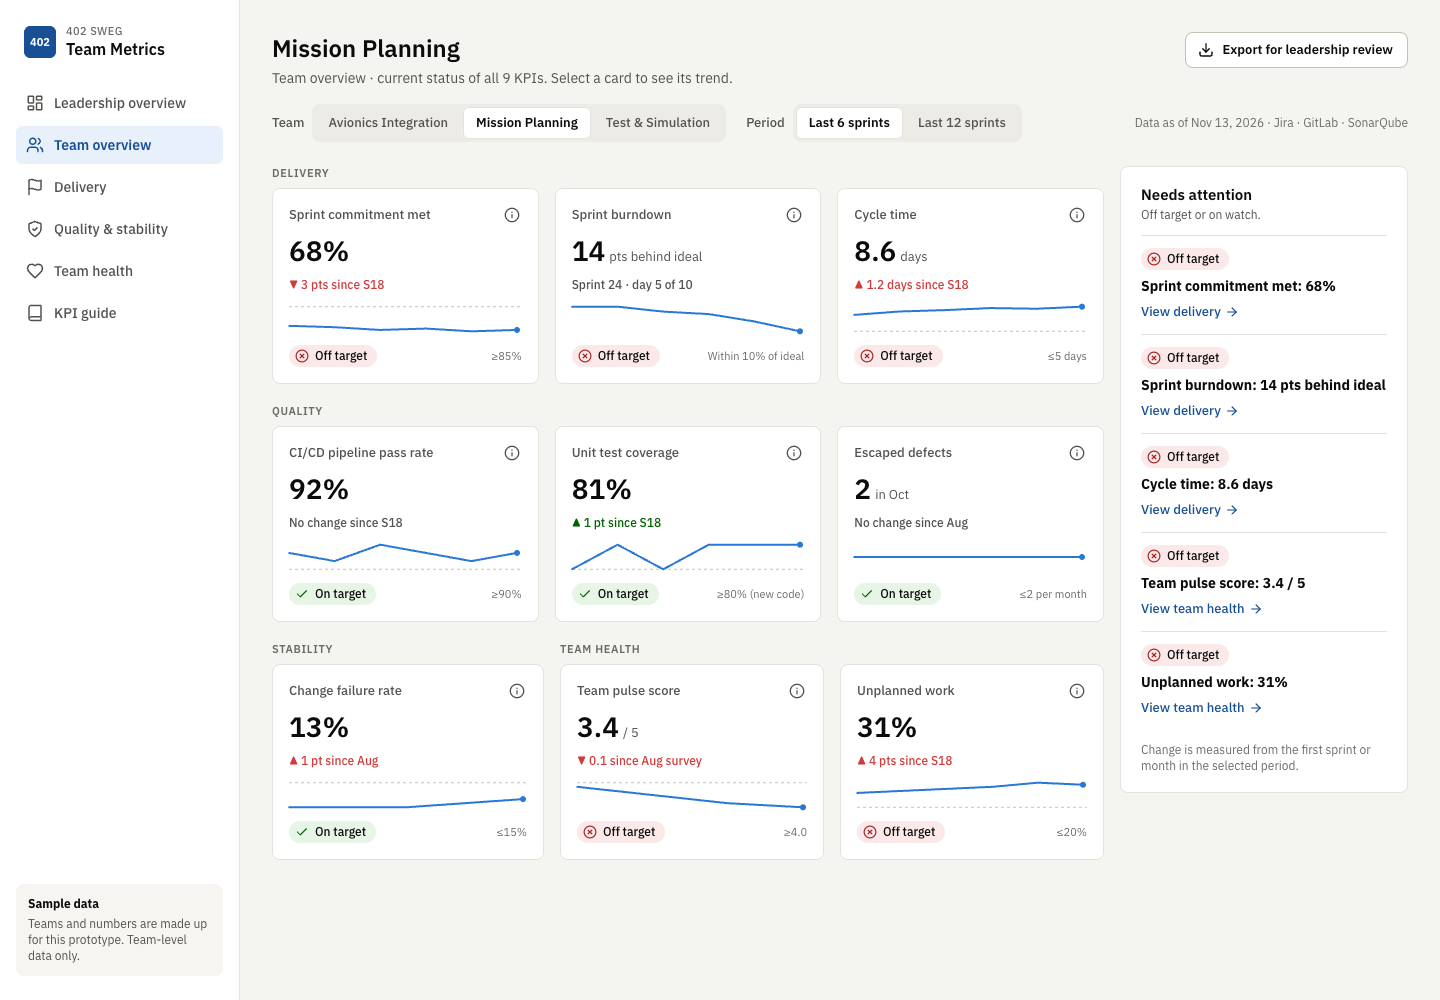 402
402 SWEG
Team Metrics
Leadership overview
Team overview
Delivery
Quality & stability
Team health
KPI guide
Sample data
Teams and numbers are made up
for this prototype. Team-level
data only.
Mission Planning
Team overview · current status of all 9 KPIs. Select a card to see its trend.
Export for leadership review
Team
Avionics Integration
Mission Planning
Test & Simulation
Period
Last 6 sprints
Last 12 sprints
Data as of Nov 13, 2026 · Jira · GitLab · SonarQube
DELIVERY
Sprint commitment met
68%
▼ 3 pts since S18
Off target
≥85%
Sprint burndown
14 pts behind ideal
Sprint 24 · day 5 of 10
Off target
Within 10% of ideal
Cycle time
8.6 days
▲ 1.2 days since S18
Off target
≤5 days
QUALITY
CI/CD pipeline pass rate
92%
No change since S18
On target
≥90%
Unit test coverage
81%
▲ 1 pt since S18
On target
≥80% (new code)
Escaped defects
2 in Oct
No change since Aug
On target
≤2 per month
STABILITY
Change failure rate
13%
▲ 1 pt since Aug
On target
≤15%
TEAM HEALTH
Team pulse score
3.4 / 5
▼ 0.1 since Aug survey
Off target
≥4.0
Unplanned work
31%
▲ 4 pts since S18
Off target
≤20%
Needs attention
Off target or on watch.
Off target
Sprint commitment met: 68%
View delivery →
Off target
Sprint burndown: 14 pts behind ideal
View delivery →
Off target
Cycle time: 8.6 days
View delivery →
Off target
Team pulse score: 3.4 / 5
View team health →
Off target
Unplanned work: 31%
View team health →
Change is measured from the first sprint or
month in the selected period.